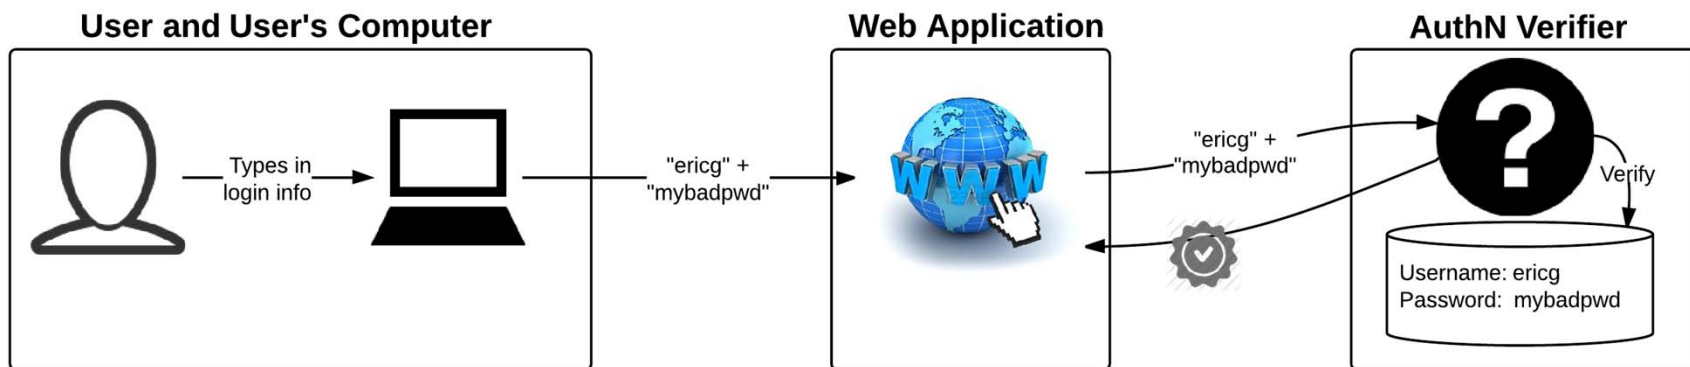 User and User's Computer
Web Application
AuthN Verifier
Types in
login info
"ericg" +
"mybadpwd"
WWW
"ericg" +
"mybadpwd"
?
Verify
Username: ericg
Password: mybadpwd